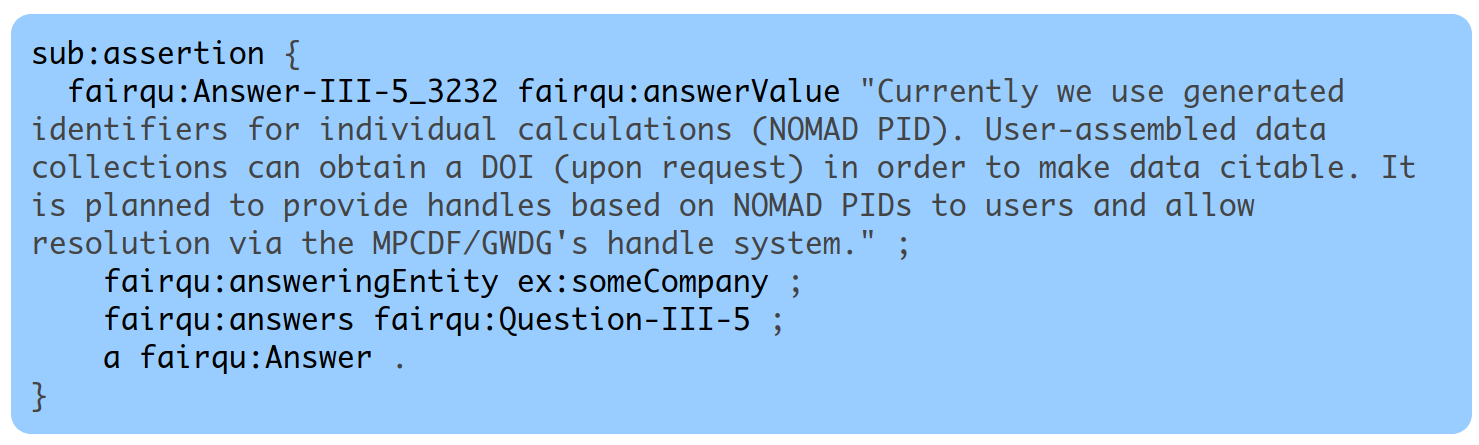 sub:assertion {
  fairqu:Answer-III-5_3232 fairqu:answerValue "Currently we use generated
identifiers for individual calculations (NOMAD PID). User-assembled data
collections can obtain a DOI (upon request) in order to make data citable. It
is planned to provide handles based on NOMAD PIDs to users and allow
resolution via the MPCDF/GWDG's handle system." ;
    fairqu:answeringEntity ex:someCompany ;
    fairqu:answers fairqu:Question-III-5 ;
    a fairqu:Answer .
}